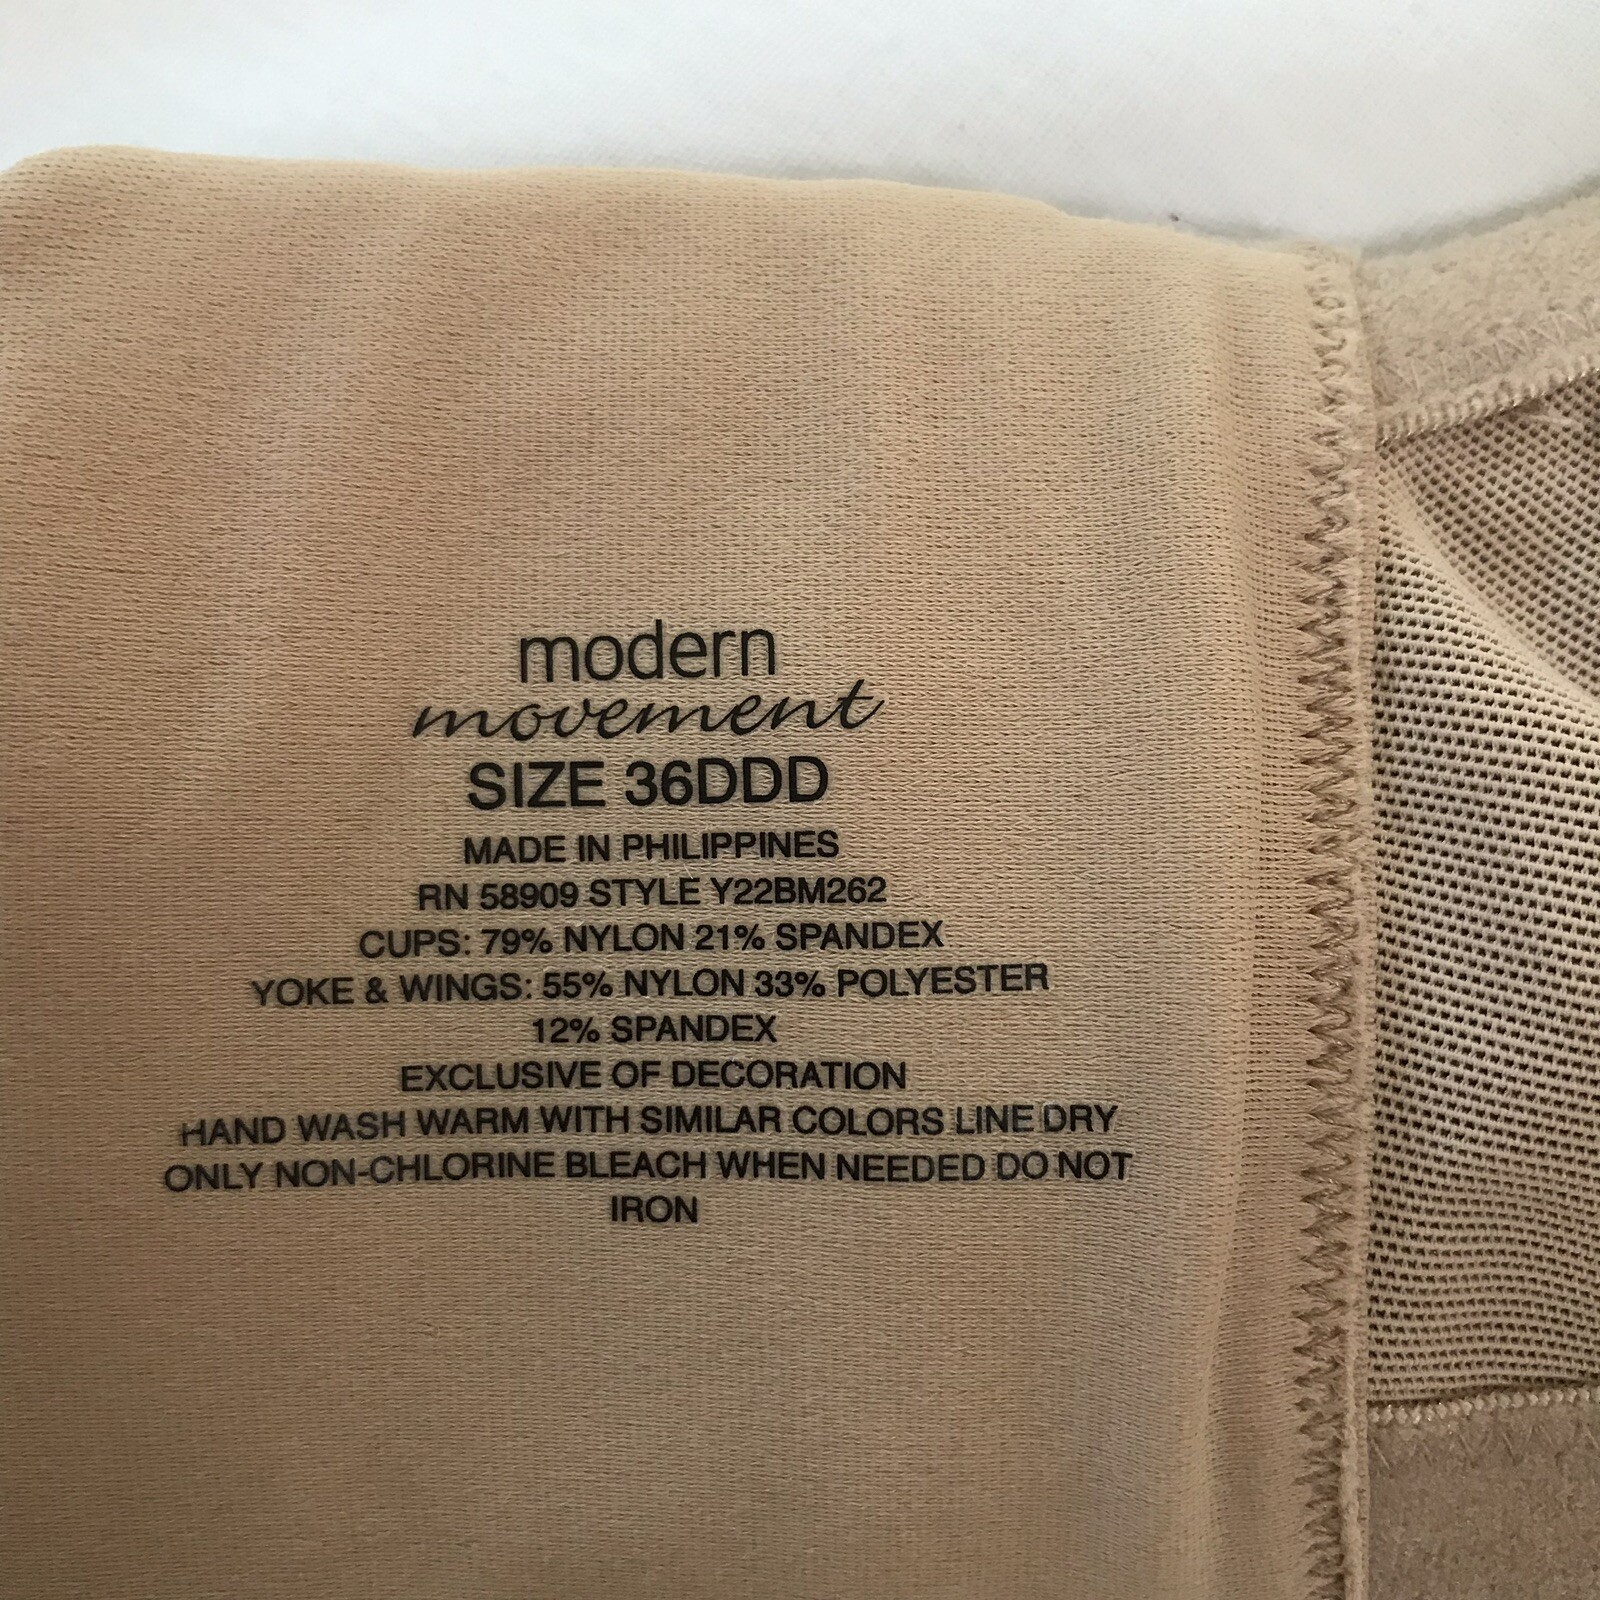 modern
movement
SIZE 36DDD
MADE IN PHILIPPINES
RN 58909 STYLE Y22BM262
CUPS: 79% NYLON 21% SPANDEX
YOKE & WINGS: 55% NYLON 33% POLYESTER
12% SPANDEX
EXCLUSIVE OF DECORATION
HAND WASH WARM WITH SIMILAR COLORS LINE DRY
ONLY NON-CHLORINE BLEACH WHEN NEEDED DO NOT
IRON